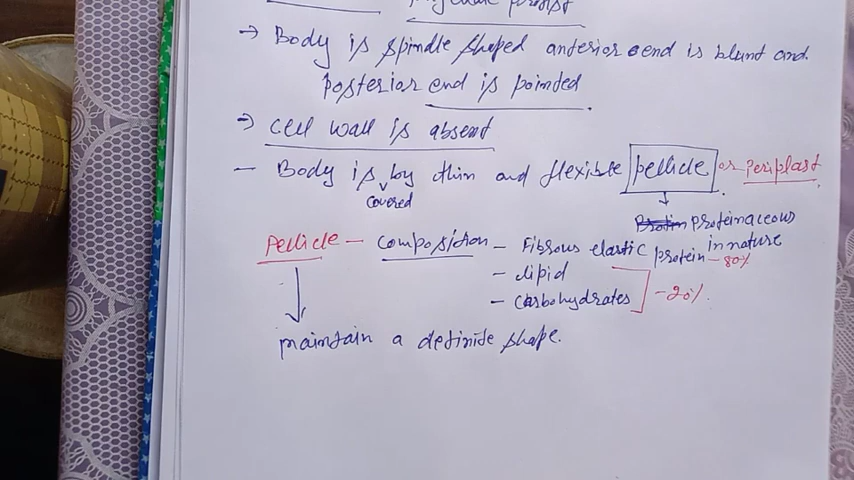 protist
→ Body is spindle shaped anterior end is blunt and
posterior end is pointed.
→ Cell wall is absent
- Body is by thin and flexible pellicle or periplast.
covered
proteinaceous
in nature
Pellicle - composition - Fibrous elastic protein - 80%
- Lipid
- Carbohydrates - 20%.
maintain a definite shape.